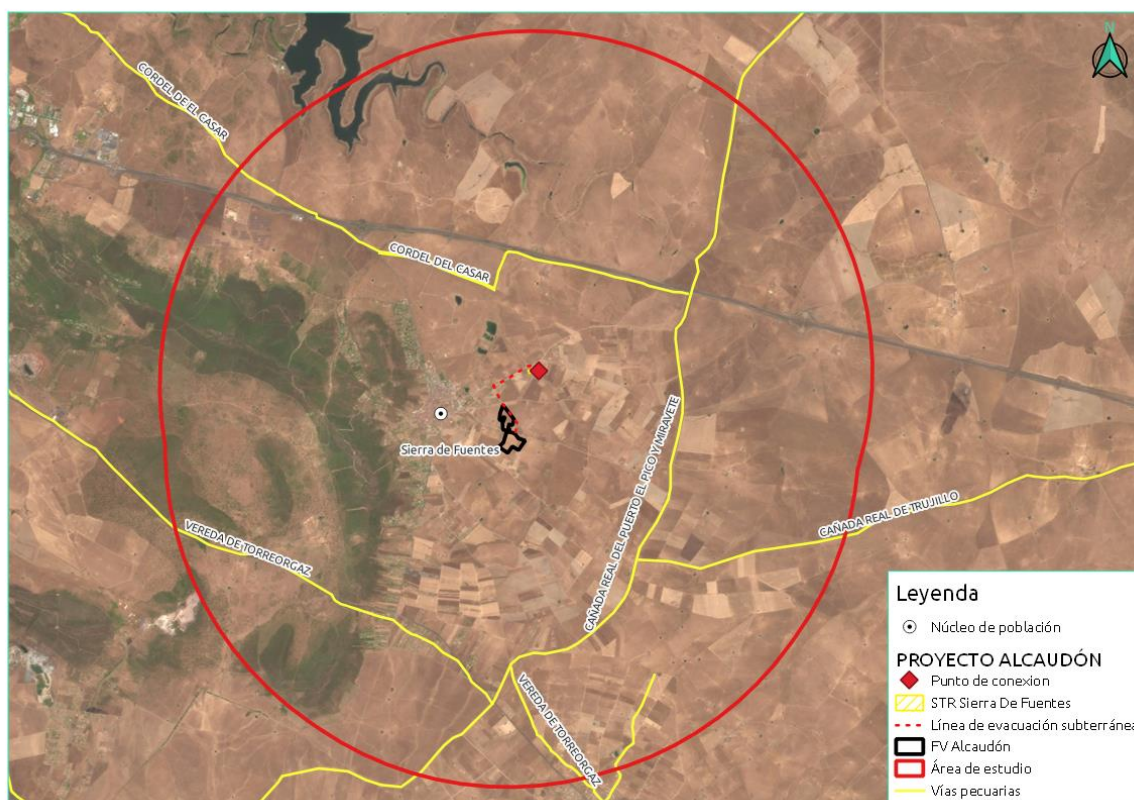 N
CORDEL DE EL CASAR
CORDEL DEL CASAR
Sierra de Fuentes
CAÑADA REAL DEL PUERTO EL PICO Y MIRAVETE
CAÑADA REAL DE TRUJILLO
VEREDA DE TORREORGAZ
VEREDA DE TORREORGAZ
Leyenda
Núcleo de población
PROYECTO ALCAUDÓN
Punto de conexion
STR Sierra De Fuentes
Línea de evacuación subterránea
FV Alcaudón
Área de estudio
Vías pecuarias